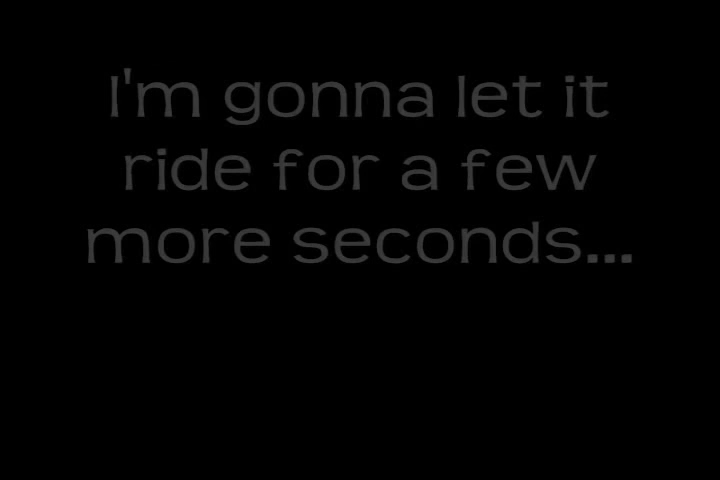 I'm gonna let it
ride for a few
more seconds...